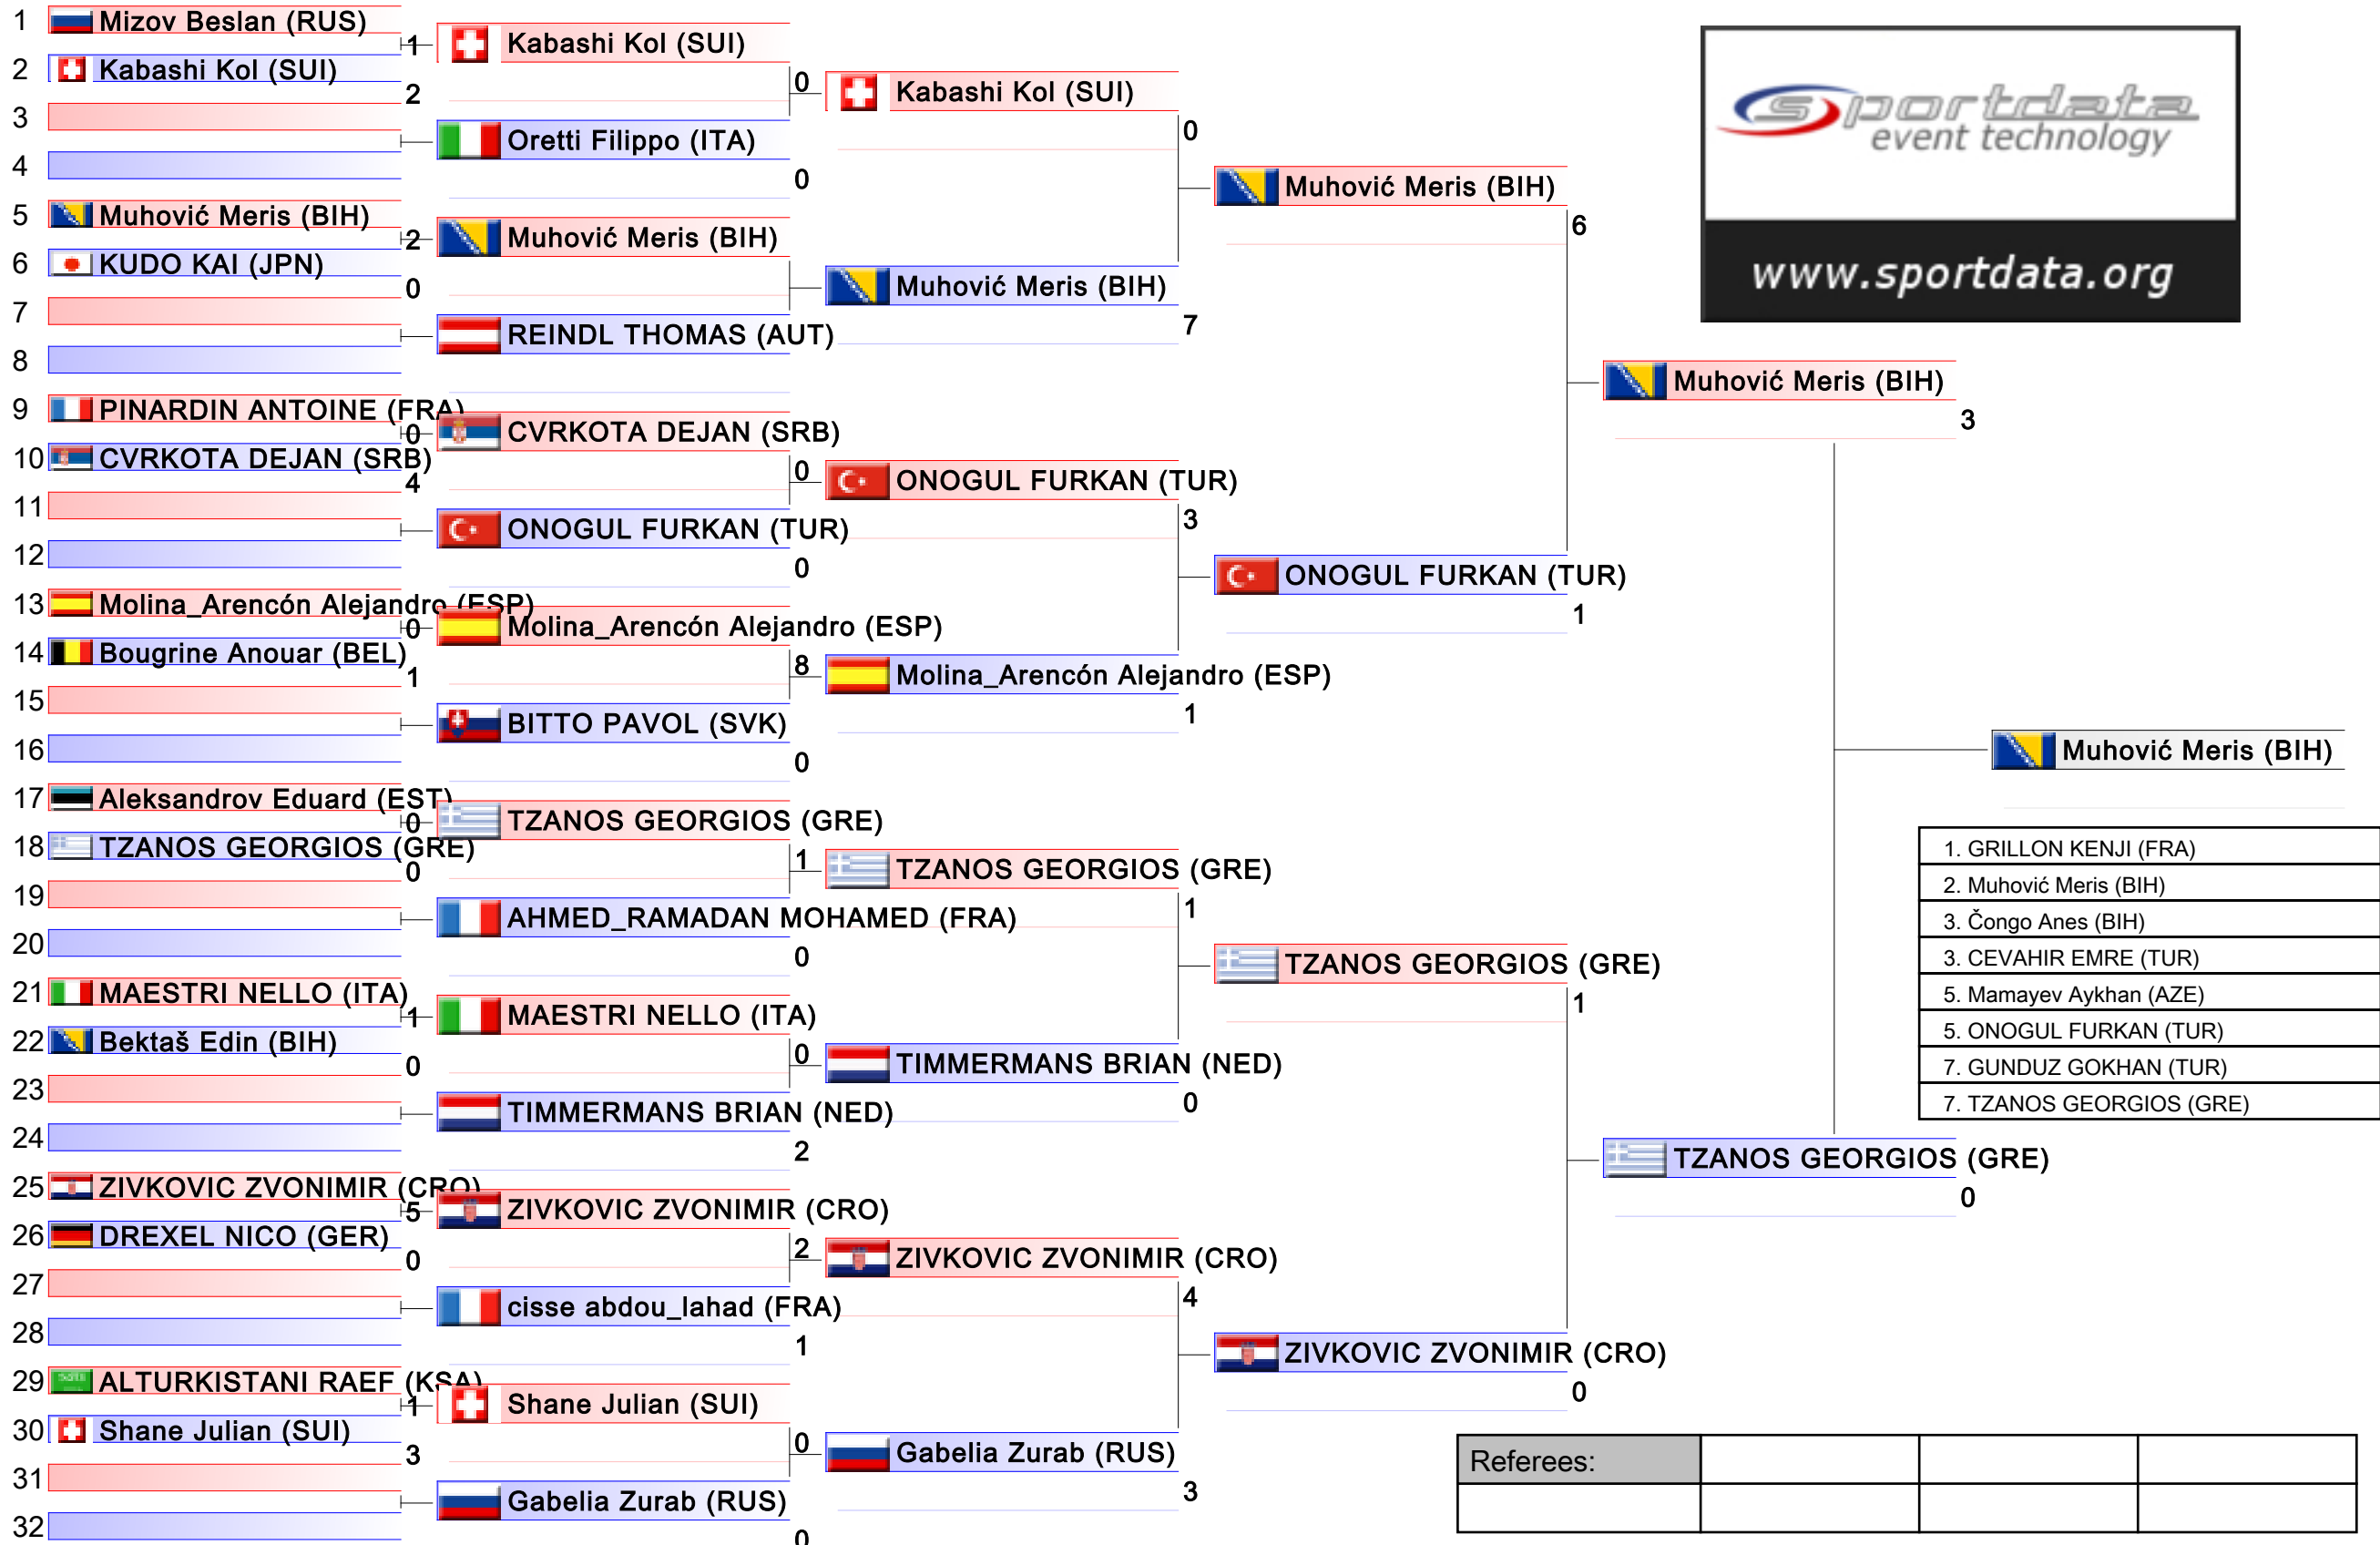 1 Mizov Beslan (RUS)
1
2 Kabashi Kol (SUI)
2
3
4
5 Muhović Meris (BIH)
2
6 KUDO KAI (JPN)
0
7
8
9 PINARDIN ANTOINE (FRA)
0
10 CVRKOTA DEJAN (SRB)
4
11
12
13 Molina_Arencón Alejandro (ESP)
0
14 Bougrine Anouar (BEL)
1
15
16
17 Aleksandrov Eduard (EST)
0
18 TZANOS GEORGIOS (GRE)
0
19
20
21 MAESTRI NELLO (ITA)
1
22 Bektaš Edin (BIH)
0
23
24
25 ZIVKOVIC ZVONIMIR (CRO)
5
26 DREXEL NICO (GER)
0
27
28
29 ALTURKISTANI RAEF (KSA)
1
30 Shane Julian (SUI)
3
31
32
Kabashi Kol (SUI)
0
Oretti Filippo (ITA)
0
Muhović Meris (BIH)
REINDL THOMAS (AUT)
CVRKOTA DEJAN (SRB)
0
ONOGUL FURKAN (TUR)
0
Molina_Arencón Alejandro (ESP)
8
BITTO PAVOL (SVK)
0
TZANOS GEORGIOS (GRE)
1
AHMED_RAMADAN MOHAMED (FRA)
0
MAESTRI NELLO (ITA)
0
TIMMERMANS BRIAN (NED)
2
ZIVKOVIC ZVONIMIR (CRO)
2
cisse abdou_lahad (FRA)
1
Shane Julian (SUI)
0
Gabelia Zurab (RUS)
0
Kabashi Kol (SUI)
0
Muhović Meris (BIH)
7
ONOGUL FURKAN (TUR)
3
Molina_Arencón Alejandro (ESP)
1
TZANOS GEORGIOS (GRE)
1
TIMMERMANS BRIAN (NED)
0
ZIVKOVIC ZVONIMIR (CRO)
4
Gabelia Zurab (RUS)
3
Muhović Meris (BIH)
6
ONOGUL FURKAN (TUR)
1
TZANOS GEORGIOS (GRE)
1
ZIVKOVIC ZVONIMIR (CRO)
0
Muhović Meris (BIH)
3
TZANOS GEORGIOS (GRE)
0
Muhović Meris (BIH)
sportdata
event technology
www.sportdata.org
1. GRILLON KENJI (FRA)
2. Muhović Meris (BIH)
3. Čongo Anes (BIH)
3. CEVAHIR EMRE (TUR)
5. Mamayev Aykhan (AZE)
5. ONOGUL FURKAN (TUR)
7. GUNDUZ GOKHAN (TUR)
7. TZANOS GEORGIOS (GRE)
Referees: